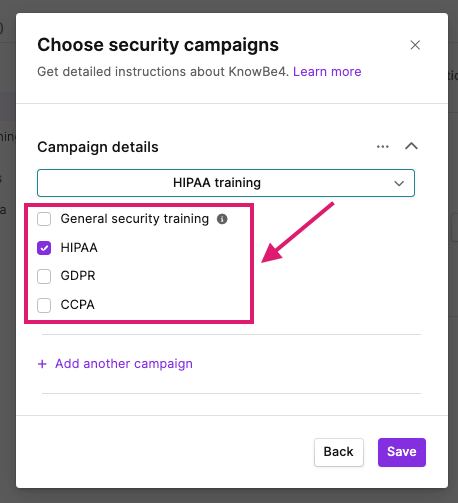 Choose security campaigns
Get detailed instructions about KnowBe4. Learn more
Campaign details
HIPAA training
General security training
HIPAA
GDPR
CCPA
+ Add another campaign
Back
Save